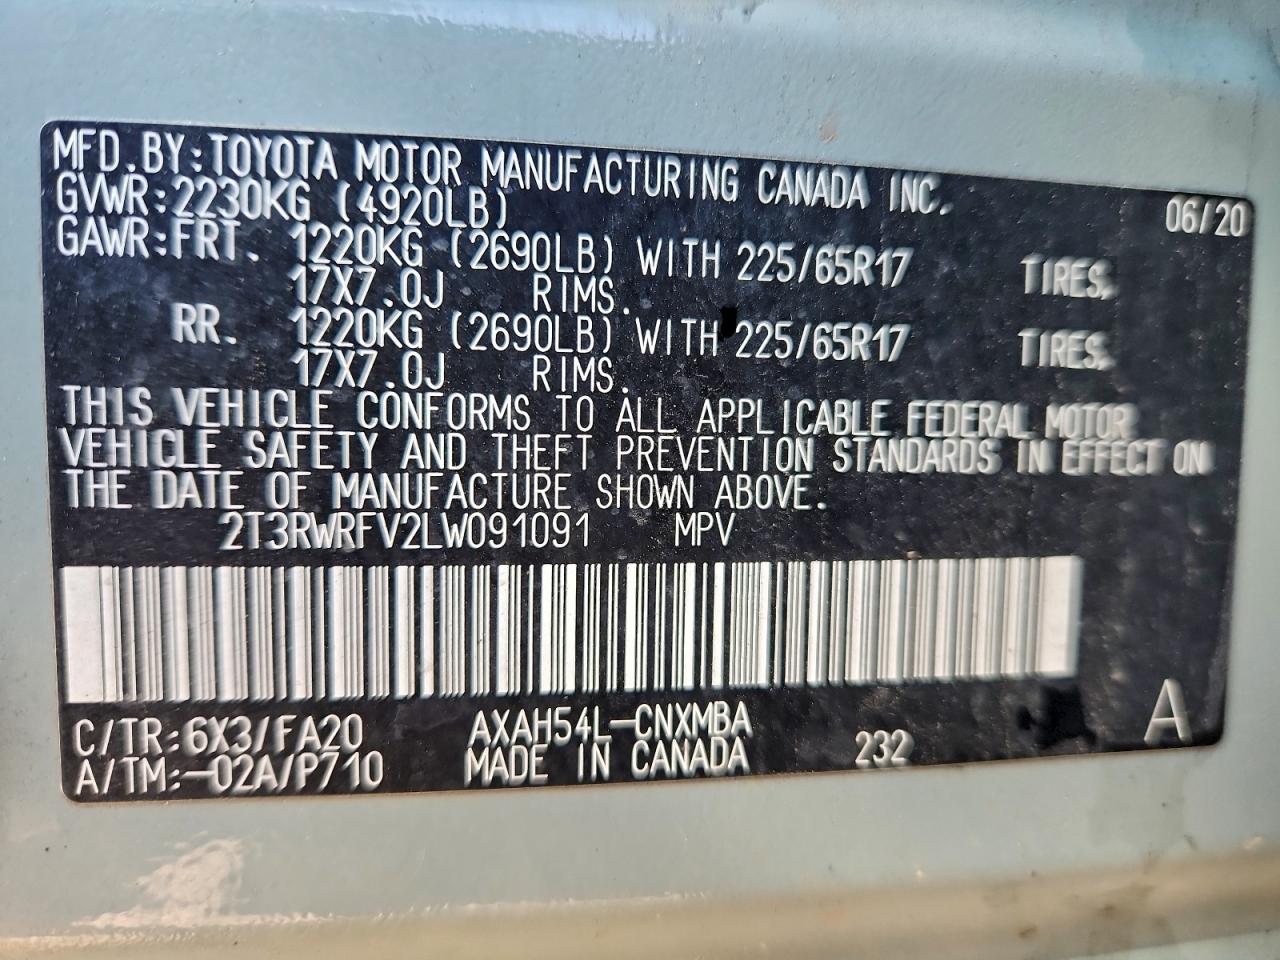 MFD.BY:TOYOTA MOTOR MANUFACTURING CANADA INC. 06/20
GVWR:2230KG (4920LB)
GAWR:FRT. 1220KG (2690LB) WITH 225/65R17 TIRES,
17X7.0J RIMS.
RR. 1220KG (2690LB) WITH 225/65R17 TIRES,
17X7.0J RIMS.
THIS VEHICLE CONFORMS TO ALL APPLICABLE FEDERAL MOTOR
VEHICLE SAFETY AND THEFT PREVENTION STANDARDS IN EFFECT ON
THE DATE OF MANUFACTURE SHOWN ABOVE.
2T3RWRFV2LW091091 MPV
C/TR:6X3/FA20 AXAH54L-CNXMBA A
A/TM:-02A/P710 MADE IN CANADA 232